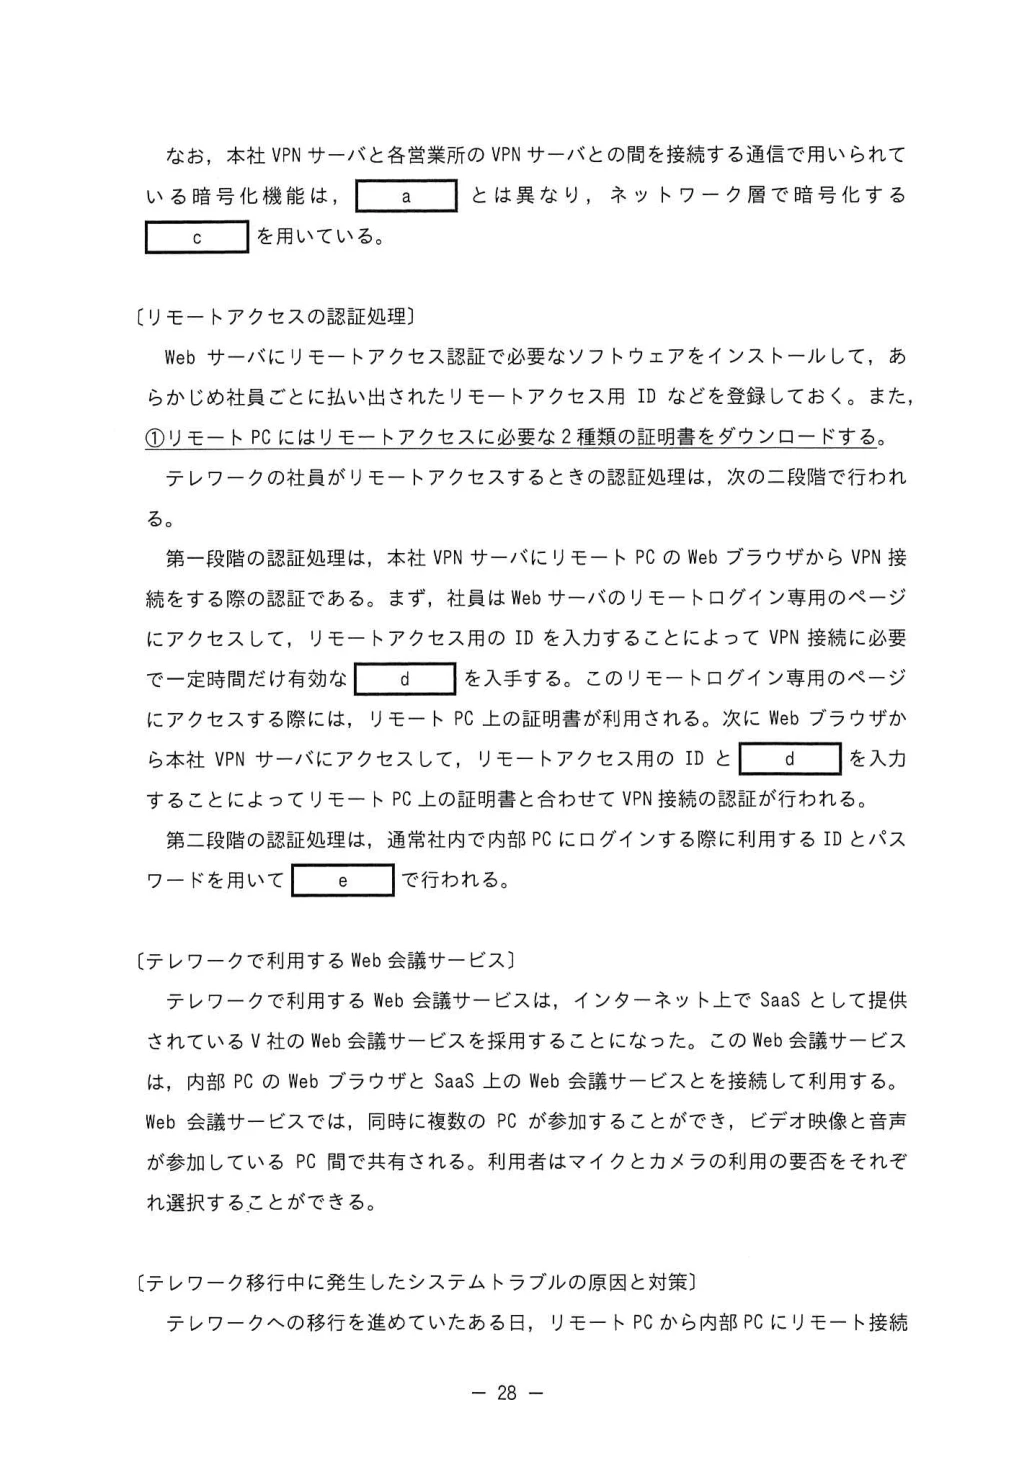 なお，本社 VPN サーバと各営業所の VPN サーバとの間を接続する通信で用いられて
いる暗号化機能は， a とは異なり，ネットワーク層で暗号化する
c を用いている。
〔リモートアクセスの認証処理〕
Web サーバにリモートアクセス認証で必要なソフトウェアをインストールして，あ
らかじめ社員ごとに払い出されたリモートアクセス用 ID などを登録しておく。また，
①リモート PC にはリモートアクセスに必要な 2 種類の証明書をダウンロードする。
テレワークの社員がリモートアクセスするときの認証処理は，次の二段階で行われ
る。
第一段階の認証処理は，本社 VPN サーバにリモート PC の Web ブラウザから VPN 接
続をする際の認証である。まず，社員は Web サーバのリモートログイン専用のページ
にアクセスして，リモートアクセス用の ID を入力することによって VPN 接続に必要
で一定時間だけ有効な d を入手する。このリモートログイン専用のページ
にアクセスする際には，リモート PC 上の証明書が利用される。次に Web ブラウザか
ら本社 VPN サーバにアクセスして，リモートアクセス用の ID と d を入力
することによってリモート PC 上の証明書と合わせて VPN 接続の認証が行われる。
第二段階の認証処理は，通常社内で内部 PC にログインする際に利用する ID とパス
ワードを用いて e で行われる。
〔テレワークで利用する Web 会議サービス〕
テレワークで利用する Web 会議サービスは，インターネット上で SaaS として提供
されている V 社の Web 会議サービスを採用することになった。この Web 会議サービス
は，内部 PC の Web ブラウザと SaaS 上の Web 会議サービスとを接続して利用する。
Web 会議サービスでは，同時に複数の PC が参加することができ，ビデオ映像と音声
が参加している PC 間で共有される。利用者はマイクとカメラの利用の要否をそれぞ
れ選択することができる。
〔テレワーク移行中に発生したシステムトラブルの原因と対策〕
テレワークへの移行を進めていたある日，リモート PC から内部 PC にリモート接続
－ 28 －